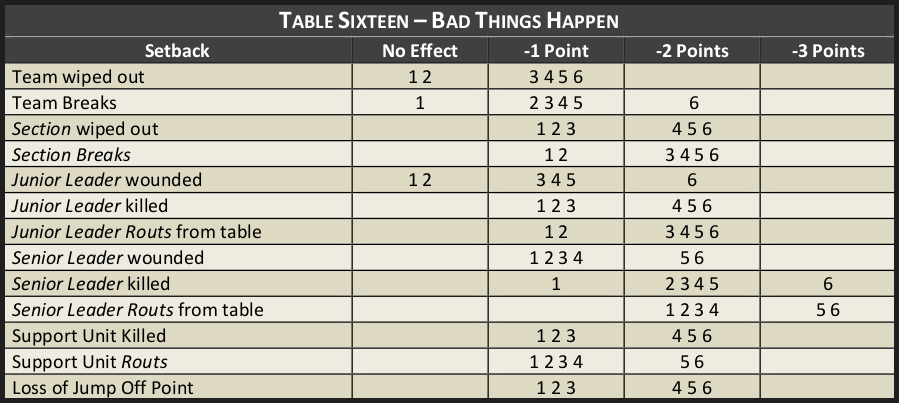 TABLE SIXTEEN – BAD THINGS HAPPEN
Setback No Effect -1 Point -2 Points -3 Points
Team wiped out 1 2 3 4 5 6
Team Breaks 1 2 3 4 5 6
Section wiped out 1 2 3 4 5 6
Section Breaks 1 2 3 4 5 6
Junior Leader wounded 1 2 3 4 5 6
Junior Leader killed 1 2 3 4 5 6
Junior Leader Routs from table 1 2 3 4 5 6
Senior Leader wounded 1 2 3 4 5 6
Senior Leader killed 1 2 3 4 5 6
Senior Leader Routs from table 1 2 3 4 5 6
Support Unit Killed 1 2 3 4 5 6
Support Unit Routs 1 2 3 4 5 6
Loss of Jump Off Point 1 2 3 4 5 6